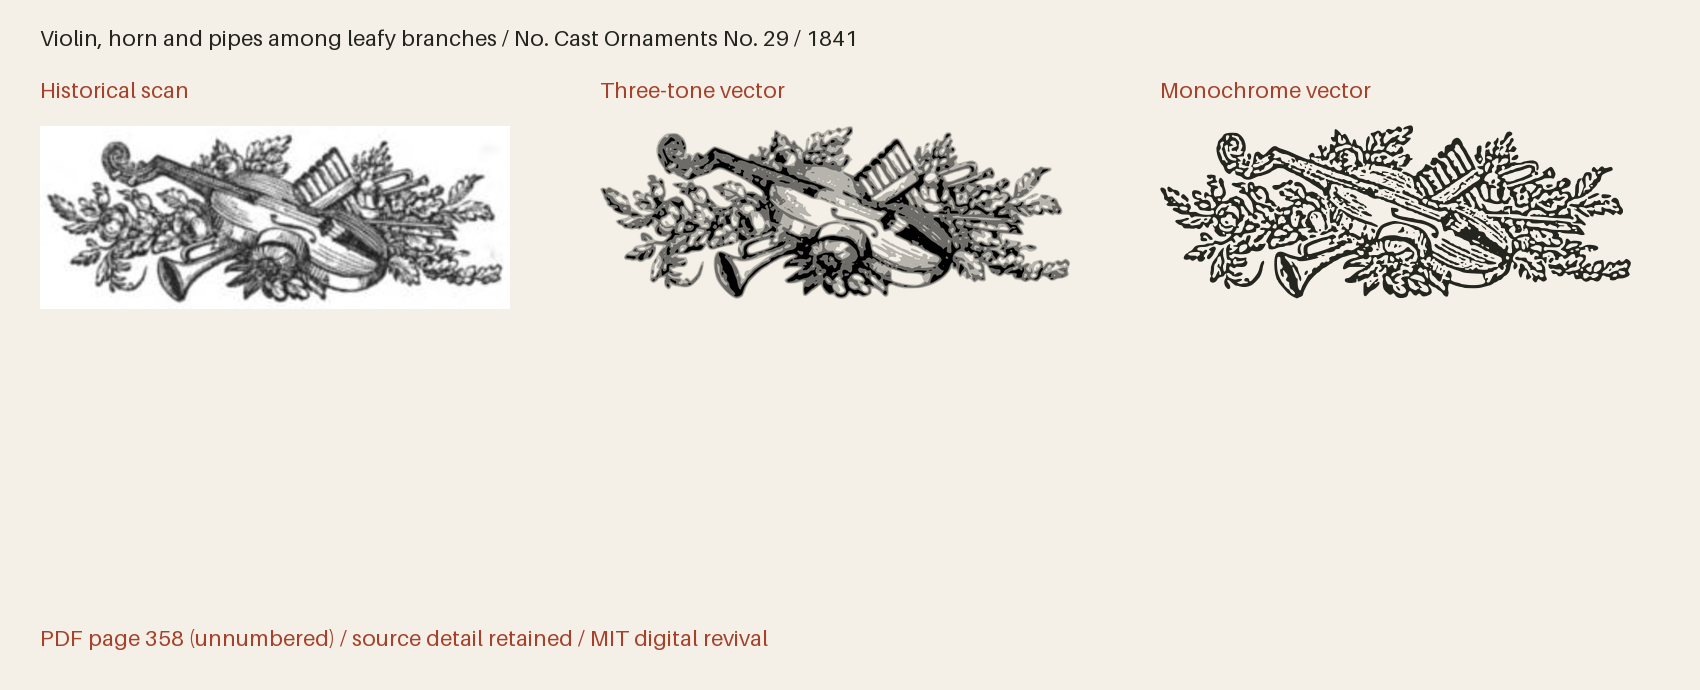 Violin, horn and pipes among leafy branches / No. Cast Ornaments No. 29 / 1841
Historical scan
Three-tone vector
Monochrome vector
PDF page 358 (unnumbered) / source detail retained / MIT digital revival